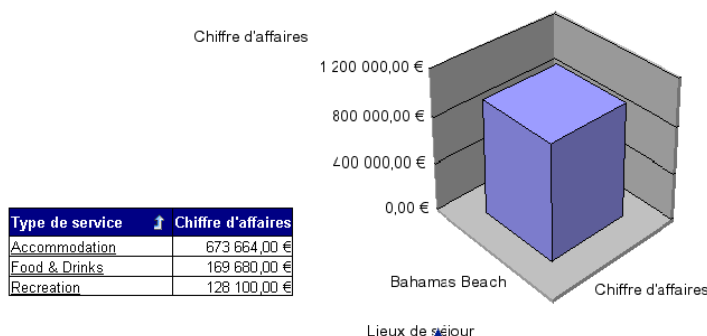 Chiffre d'affaires
1 200 000,00 €
800 000,00 €
400 000,00 €
0,00 €
Bahamas Beach
Chiffre d'affaires
Lieux de séjour
Type de service Chiffre d'affaires
Accommodation 673 664,00 €
Food & Drinks 169 680,00 €
Recreation 128 100,00 €